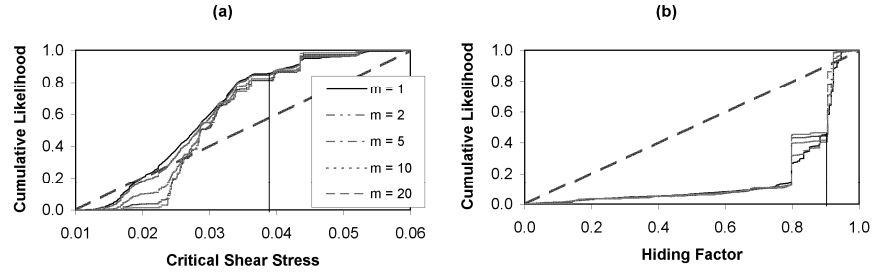 (a)
Cumulative Likelihood
1.0
0.8
0.6
0.4
0.2
0.0
0.01 0.02 0.03 0.04 0.05 0.06
Critical Shear Stress
m = 1
m = 2
m = 5
m = 10
m = 20
(b)
Cumulative Likelihood
1.0
0.8
0.6
0.4
0.2
0.0
0.0 0.2 0.4 0.6 0.8 1.0
Hiding Factor